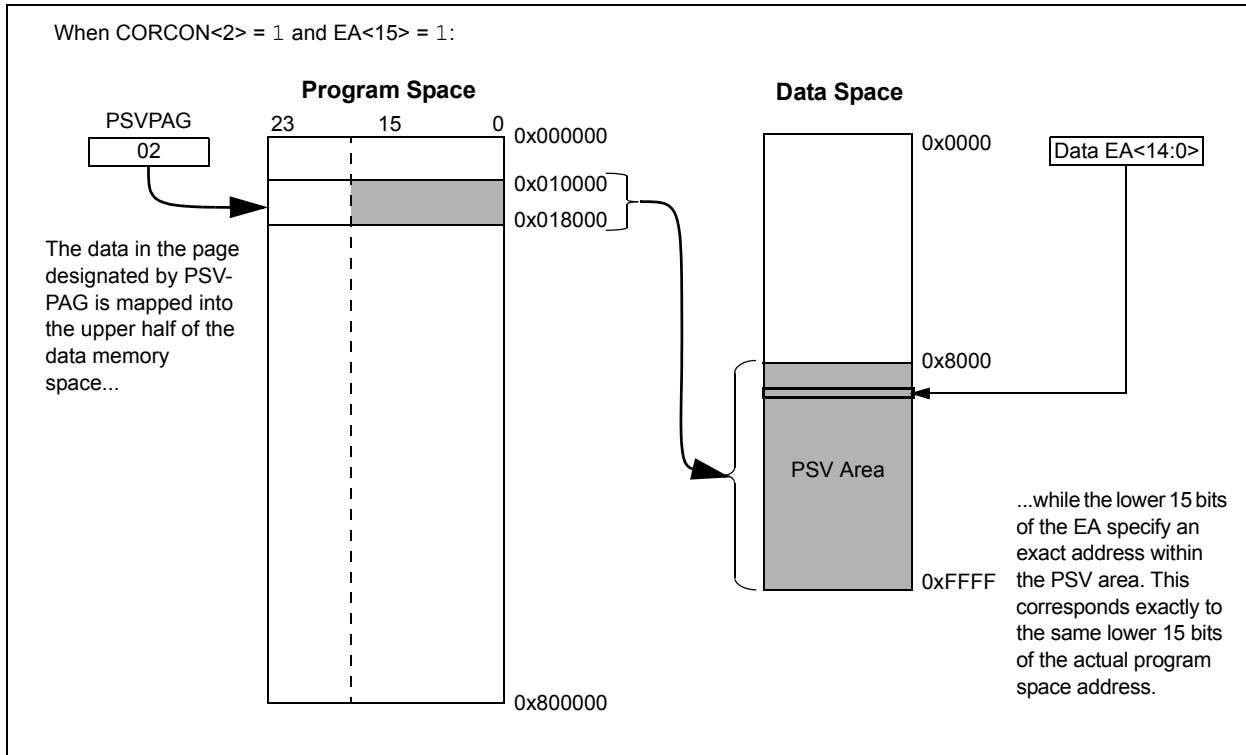 When CORCON<2> = 1 and EA<15> = 1:
Program Space
Data Space
PSVPAG
02
23 15 0
0x000000
0x010000
0x018000
0x800000
The data in the page
designated by PSV-
PAG is mapped into
the upper half of the
data memory
space...
0x0000
0x8000
0xFFFF
PSV Area
Data EA<14:0>
...while the lower 15 bits
of the EA specify an
exact address within
the PSV area. This
corresponds exactly to
the same lower 15 bits
of the actual program
space address.